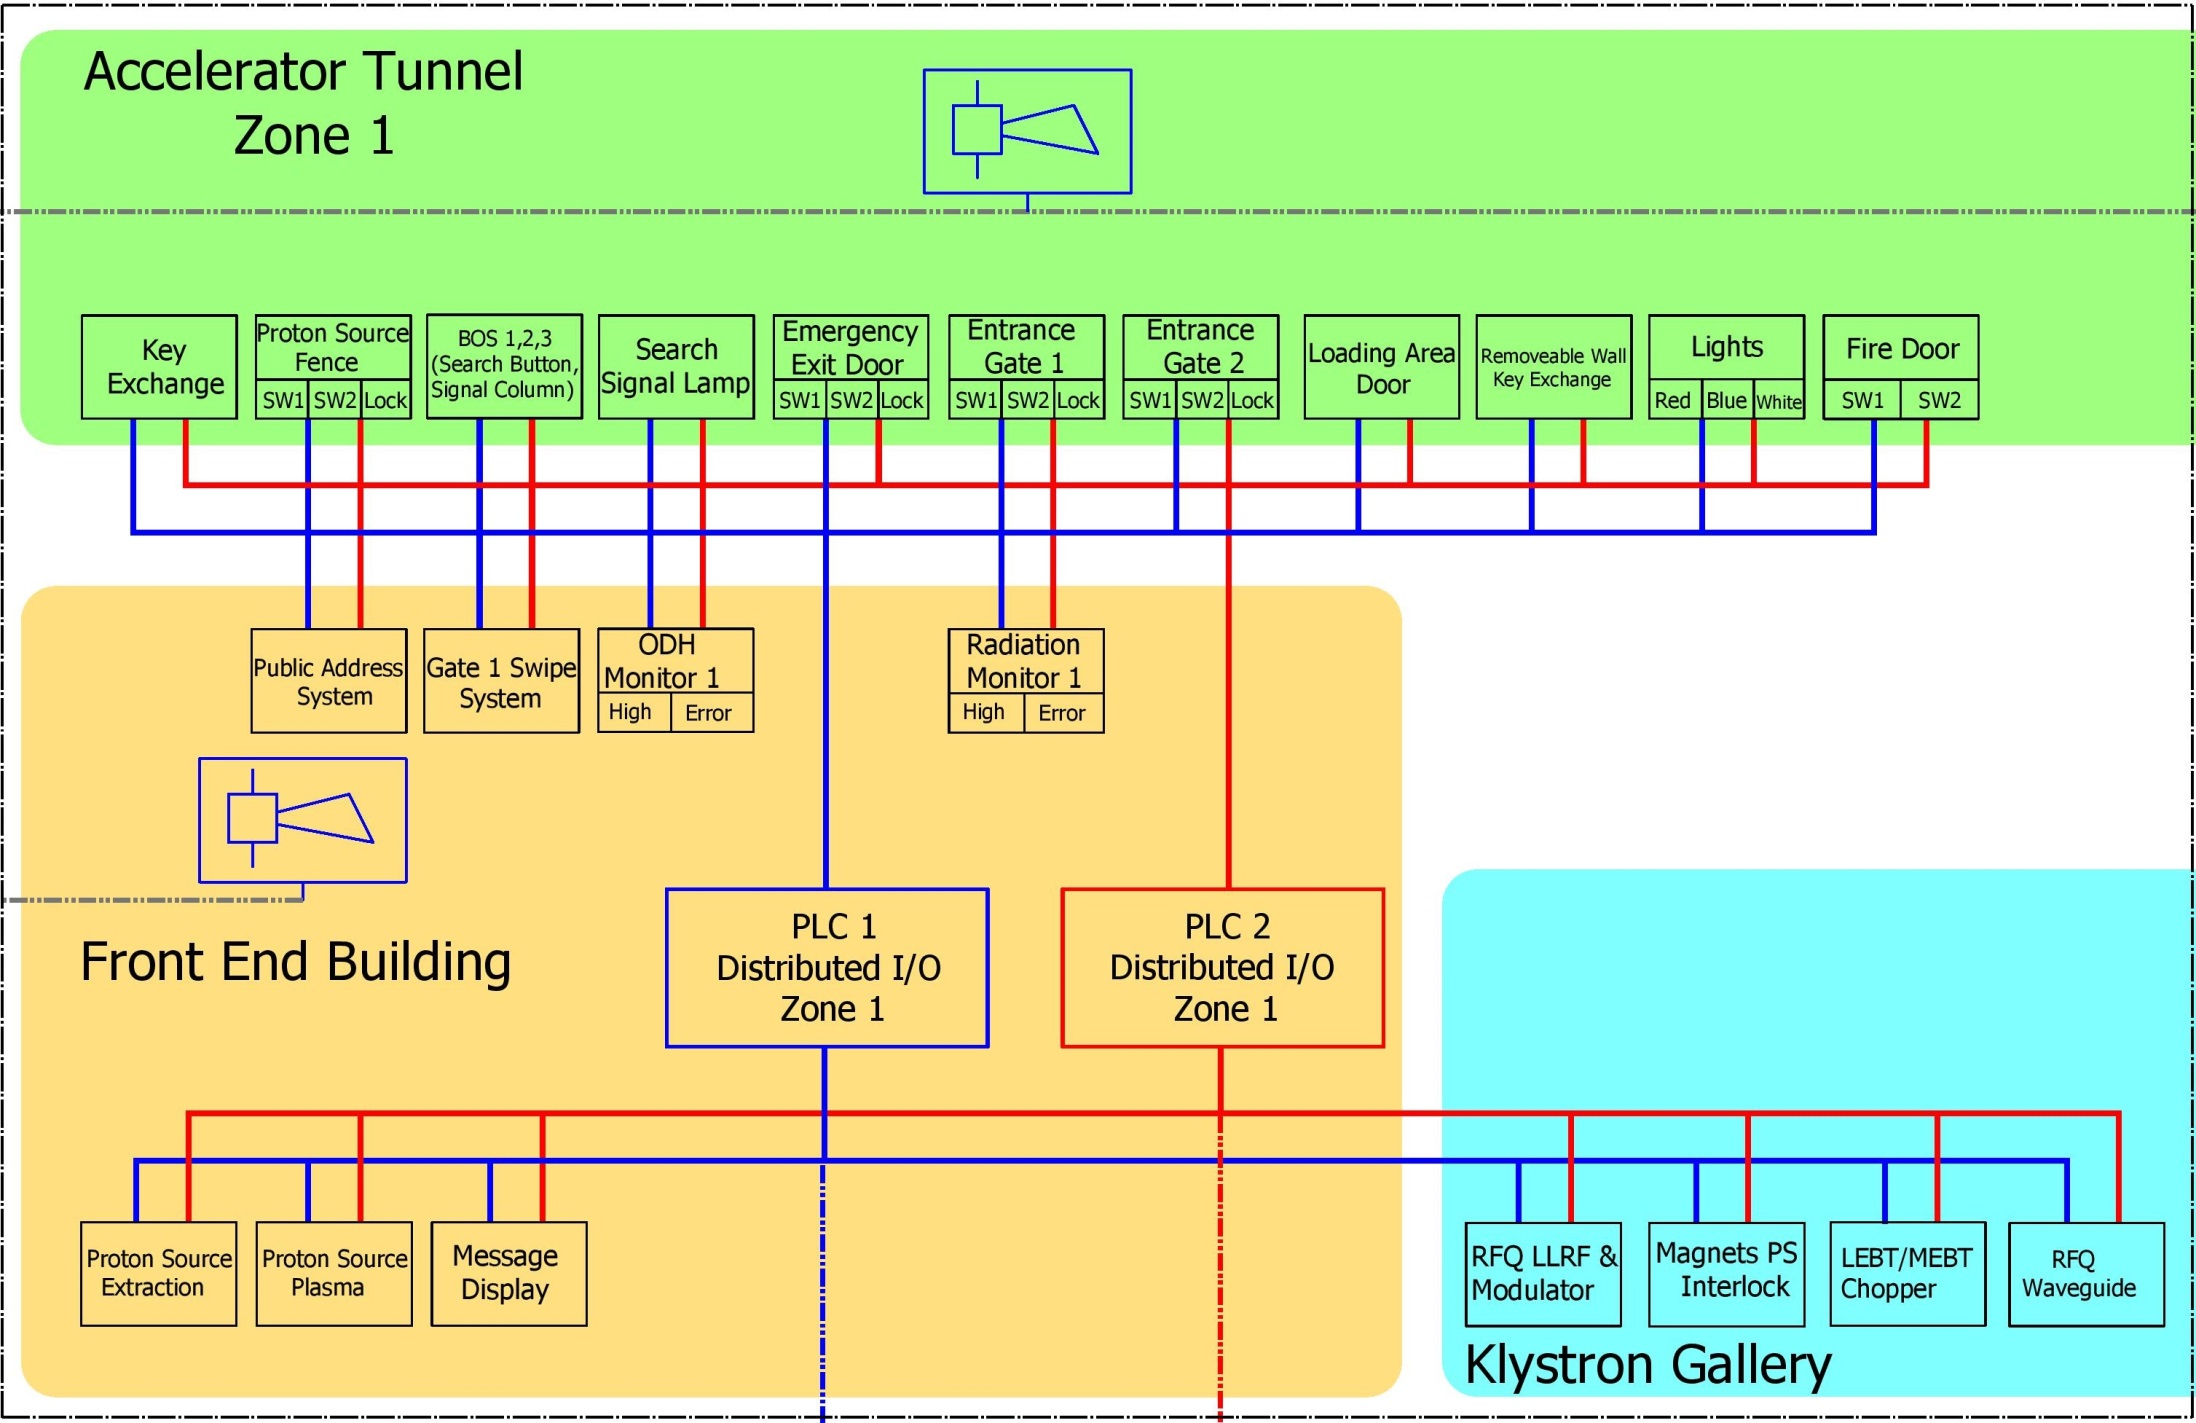 Accelerator Tunnel
Zone 1
Key
Exchange
Proton Source
Fence
SW1 SW2 Lock
BOS 1,2,3
(Search Button,
Signal Column)
Search
Signal Lamp
Emergency
Exit Door
SW1 SW2 Lock
Entrance
Gate 1
SW1 SW2 Lock
Entrance
Gate 2
SW1 SW2 Lock
Loading Area
Door
Removeable Wall
Key Exchange
Lights
Red Blue White
Fire Door
SW1 SW2
Public Address
System
Gate 1 Swipe
System
ODH
Monitor 1
High Error
Radiation
Monitor 1
High Error
PLC 1
Distributed I/O
Zone 1
PLC 2
Distributed I/O
Zone 1
Front End Building
Proton Source
Extraction
Proton Source
Plasma
Message
Display
RFQ LLRF &
Modulator
Magnets PS
Interlock
LEBT/MEBT
Chopper
RFQ
Waveguide
Klystron Gallery